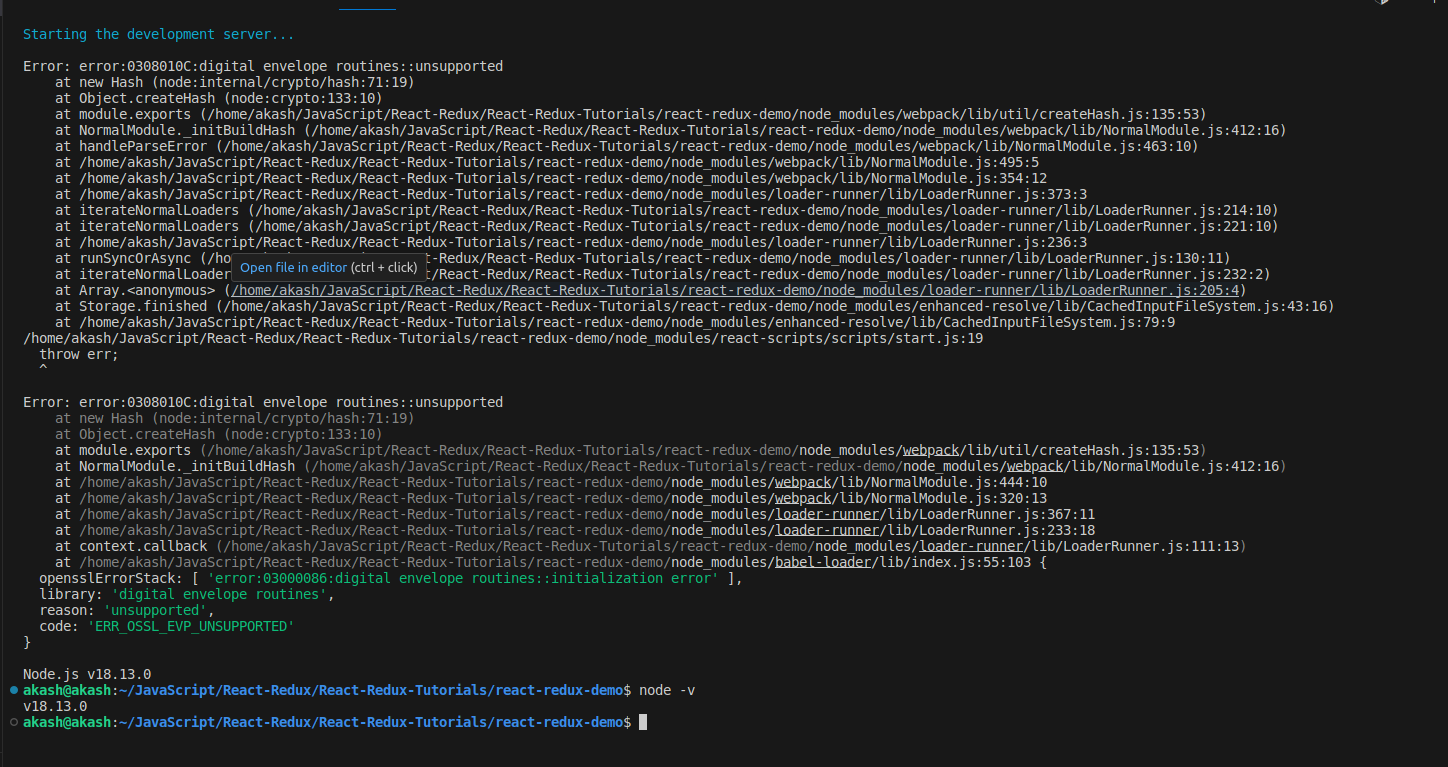 Starting the development server...
Error: error:0308010C:digital envelope routines::unsupported
at new Hash (node:internal/crypto/hash:71:19)
at Object.createHash (node:crypto:133:10)
at module.exports (/home/akash/JavaScript/React-Redux/React-Redux-Tutorials/react-redux-demo/node_modules/webpack/lib/util/createHash.js:135:53)
at NormalModule._initBuildHash (/home/akash/JavaScript/React-Redux/React-Redux-Tutorials/react-redux-demo/node_modules/webpack/lib/NormalModule.js:412:16)
at handleParseError (/home/akash/JavaScript/React-Redux/React-Redux-Tutorials/react-redux-demo/node_modules/webpack/lib/NormalModule.js:463:10)
at /home/akash/JavaScript/React-Redux/React-Redux-Tutorials/react-redux-demo/node_modules/webpack/lib/NormalModule.js:495:5
at /home/akash/JavaScript/React-Redux/React-Redux-Tutorials/react-redux-demo/node_modules/webpack/lib/NormalModule.js:354:12
at /home/akash/JavaScript/React-Redux/React-Redux-Tutorials/react-redux-demo/node_modules/loader-runner/lib/LoaderRunner.js:373:3
at iterateNormalLoaders (/home/akash/JavaScript/React-Redux/React-Redux-Tutorials/react-redux-demo/node_modules/loader-runner/lib/LoaderRunner.js:214:10)
at iterateNormalLoaders (/home/akash/JavaScript/React-Redux/React-Redux-Tutorials/react-redux-demo/node_modules/loader-runner/lib/LoaderRunner.js:221:10)
at /home/akash/JavaScript/React-Redux/React-Redux-Tutorials/react-redux-demo/node_modules/loader-runner/lib/LoaderRunner.js:236:3
at runSyncOrAsync (/ho t/React-Redux/React-Redux-Tutorials/react-redux-demo/node_modules/loader-runner/lib/LoaderRunner.js:130:11)
Open file in editor (ctrl + click)
at iterateNormalLoader t/React-Redux/React-Redux-Tutorials/react-redux-demo/node_modules/loader-runner/lib/LoaderRunner.js:232:2)
at Array.<anonymous> (/home/akash/JavaScript/React-Redux/React-Redux-Tutorials/react-redux-demo/node_modules/loader-runner/lib/LoaderRunner.js:205:4)
at Storage.finished (/home/akash/JavaScript/React-Redux/React-Redux-Tutorials/react-redux-demo/node_modules/enhanced-resolve/lib/CachedInputFileSystem.js:43:16)
at /home/akash/JavaScript/React-Redux/React-Redux-Tutorials/react-redux-demo/node_modules/enhanced-resolve/lib/CachedInputFileSystem.js:79:9
/home/akash/JavaScript/React-Redux/React-Redux-Tutorials/react-redux-demo/node_modules/react-scripts/scripts/start.js:19
throw err;
^
Error: error:0308010C:digital envelope routines::unsupported
at new Hash (node:internal/crypto/hash:71:19)
at Object.createHash (node:crypto:133:10)
at module.exports (/home/akash/JavaScript/React-Redux/React-Redux-Tutorials/react-redux-demo/node_modules/webpack/lib/util/createHash.js:135:53)
at NormalModule._initBuildHash (/home/akash/JavaScript/React-Redux/React-Redux-Tutorials/react-redux-demo/node_modules/webpack/lib/NormalModule.js:412:16)
at /home/akash/JavaScript/React-Redux/React-Redux-Tutorials/react-redux-demo/node_modules/webpack/lib/NormalModule.js:444:10
at /home/akash/JavaScript/React-Redux/React-Redux-Tutorials/react-redux-demo/node_modules/webpack/lib/NormalModule.js:320:13
at /home/akash/JavaScript/React-Redux/React-Redux-Tutorials/react-redux-demo/node_modules/loader-runner/lib/LoaderRunner.js:367:11
at /home/akash/JavaScript/React-Redux/React-Redux-Tutorials/react-redux-demo/node_modules/loader-runner/lib/LoaderRunner.js:233:18
at context.callback (/home/akash/JavaScript/React-Redux/React-Redux-Tutorials/react-redux-demo/node_modules/loader-runner/lib/LoaderRunner.js:111:13)
at /home/akash/JavaScript/React-Redux/React-Redux-Tutorials/react-redux-demo/node_modules/babel-loader/lib/index.js:55:103 {
opensslErrorStack: [ 'error:03000086:digital envelope routines::initialization error' ],
library: 'digital envelope routines',
reason: 'unsupported',
code: 'ERR_OSSL_EVP_UNSUPPORTED'
}
Node.js v18.13.0
akash@akash:~/JavaScript/React-Redux/React-Redux-Tutorials/react-redux-demo$ node -v
v18.13.0
akash@akash:~/JavaScript/React-Redux/React-Redux-Tutorials/react-redux-demo$